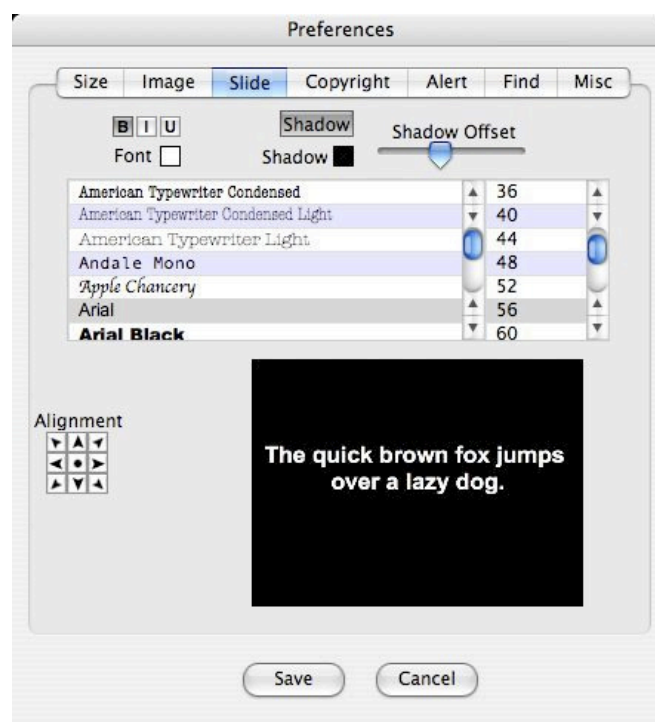 Preferences
Size Image Slide Copyright Alert Find Misc
B I U Shadow Shadow Offset
Font Shadow
American Typewriter Condensed 36
American Typewriter Condensed Light 40
American Typewriter Light 44
Andale Mono 48
Apple Chancery 52
Arial 56
Arial Black 60
Alignment
The quick brown fox jumps
over a lazy dog.
Save Cancel